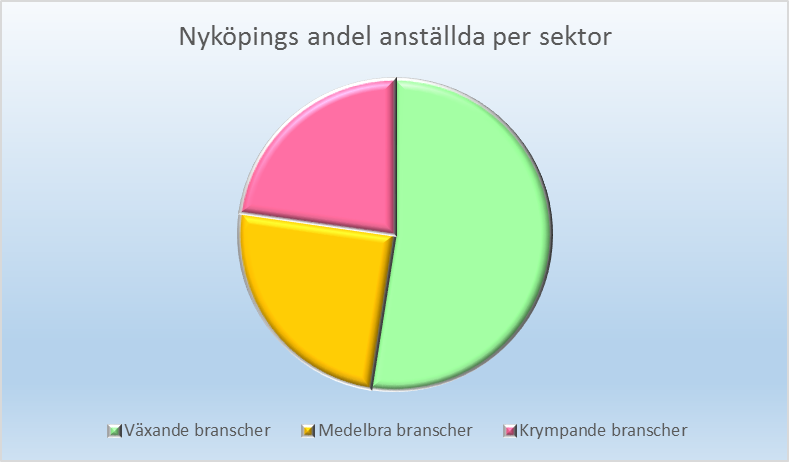 Nyköpings andel anställda per sektor
Växande branscher Medelbra branscher Krympande branscher